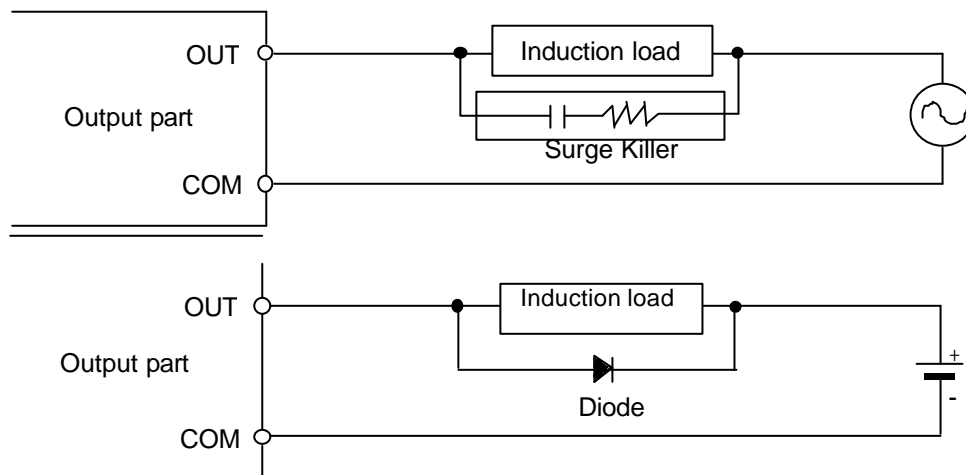 OUT
Induction load
Output part
Surge Killer
COM
OUT
Induction load
+
Output part
-
Diode
COM